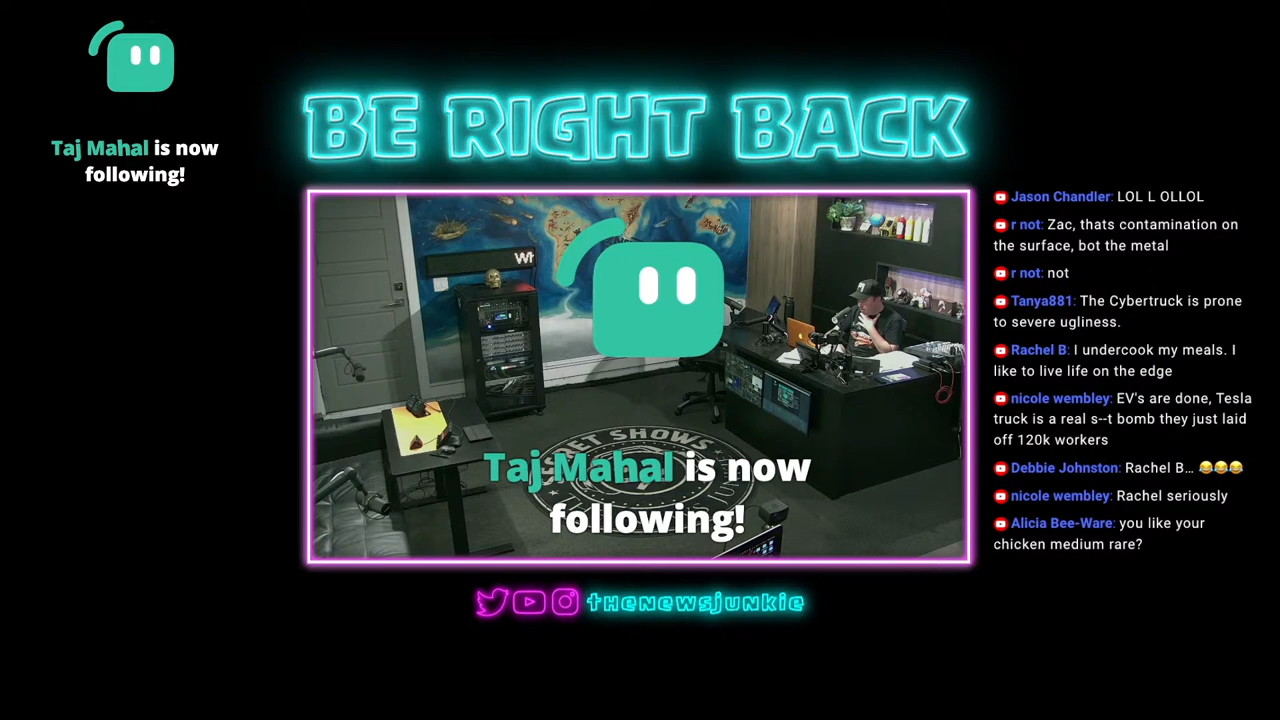 Taj Mahal is now
following!
BE RIGHT BACK
Wh
Taj Mahal is now
following!
SECRET SHOWS
thenewsjunkie
Jason Chandler: LOL L OLLOL
r not: Zac, thats contamination on
the surface, bot the metal
r not: not
Tanya881: The Cybertruck is prone
to severe ugliness.
Rachel B: I undercook my meals. I
like to live life on the edge
nicole wembley: EV's are done, Tesla
truck is a real s--t bomb they just laid
off 120k workers
Debbie Johnston: Rachel B... 😂😂😂
nicole wembley: Rachel seriously
Alicia Bee-Ware: you like your
chicken medium rare?